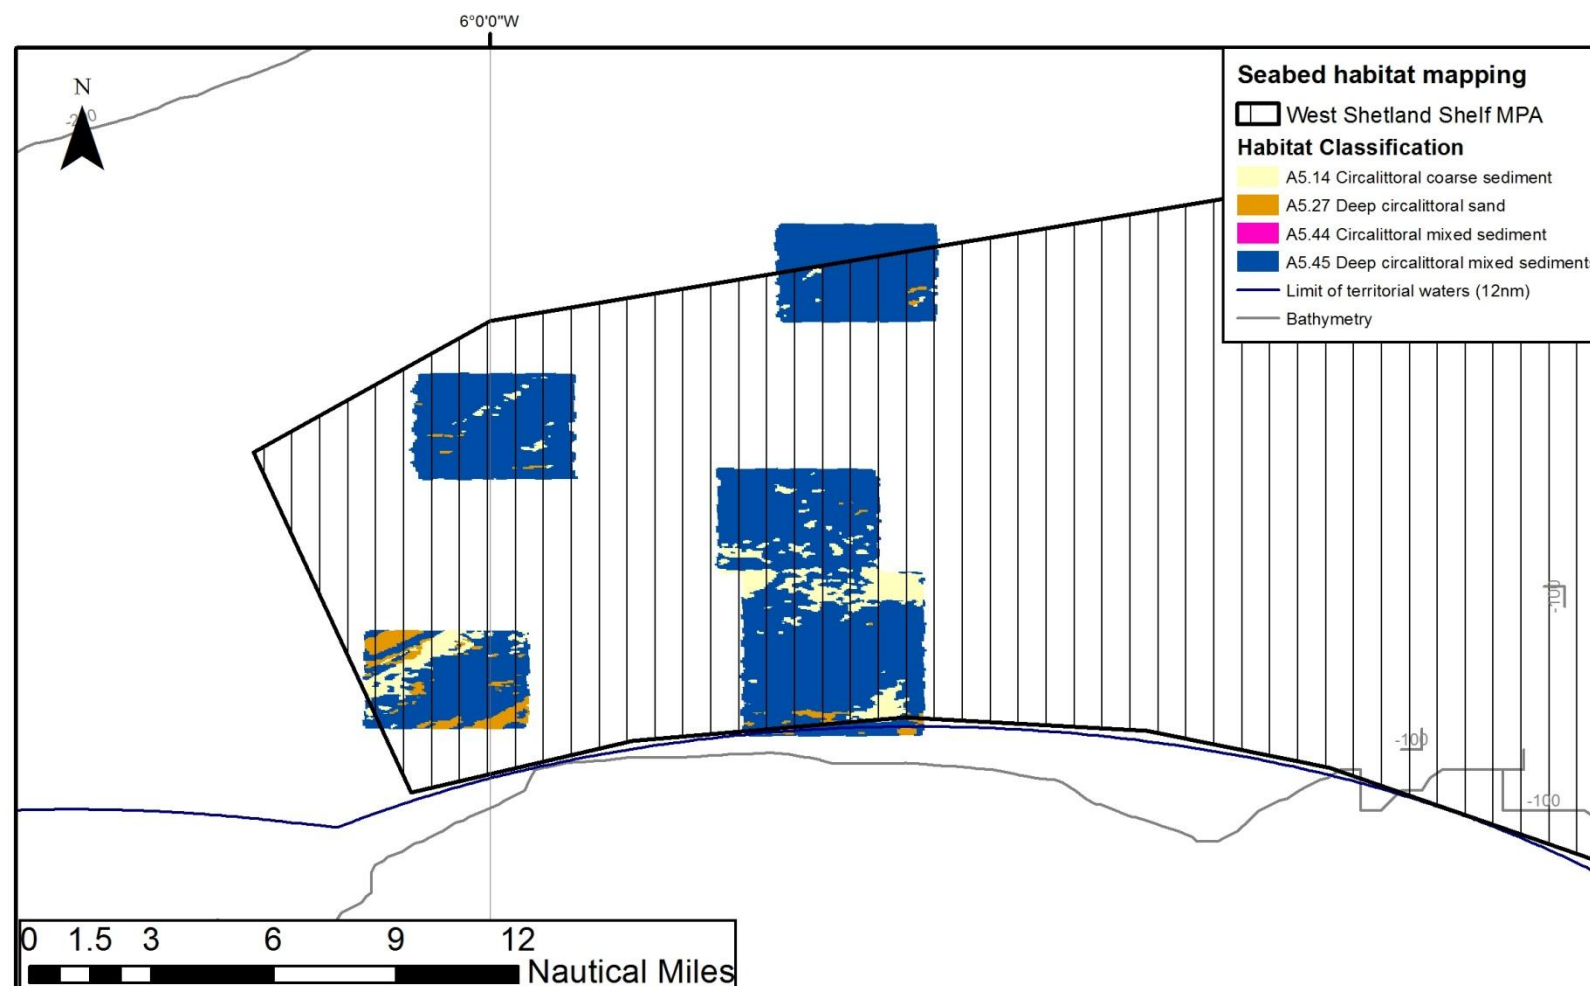 6°0'0"W
N
Seabed habitat mapping
West Shetland Shelf MPA
Habitat Classification
A5.14 Circalittoral coarse sediment
A5.27 Deep circalittoral sand
A5.44 Circalittoral mixed sediment
A5.45 Deep circalittoral mixed sediments
Limit of territorial waters (12nm)
Bathymetry
-100
-100
-100
0 1.5 3 6 9 12
Nautical Miles